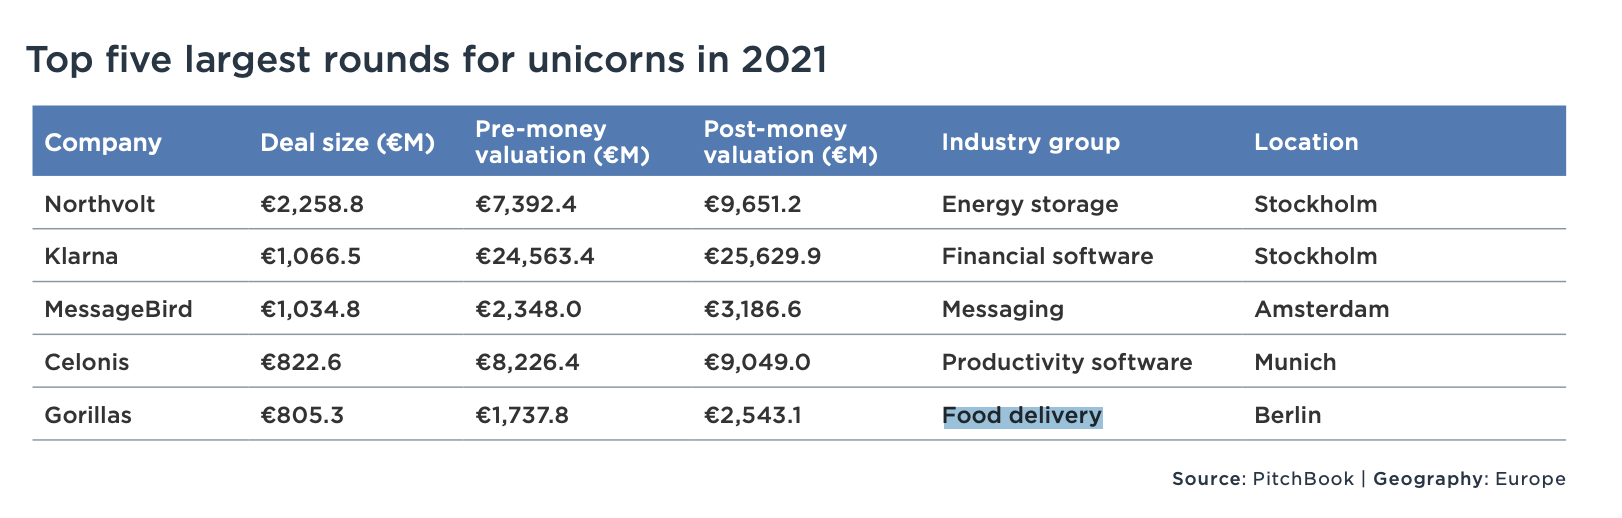 Top five largest rounds for unicorns in 2021
Company Deal size (€M) Pre-money valuation (€M) Post-money valuation (€M) Industry group Location
Northvolt €2,258.8 €7,392.4 €9,651.2 Energy storage Stockholm
Klarna €1,066.5 €24,563.4 €25,629.9 Financial software Stockholm
MessageBird €1,034.8 €2,348.0 €3,186.6 Messaging Amsterdam
Celonis €822.6 €8,226.4 €9,049.0 Productivity software Munich
Gorillas €805.3 €1,737.8 €2,543.1 Food delivery Berlin
Source: PitchBook | Geography: Europe